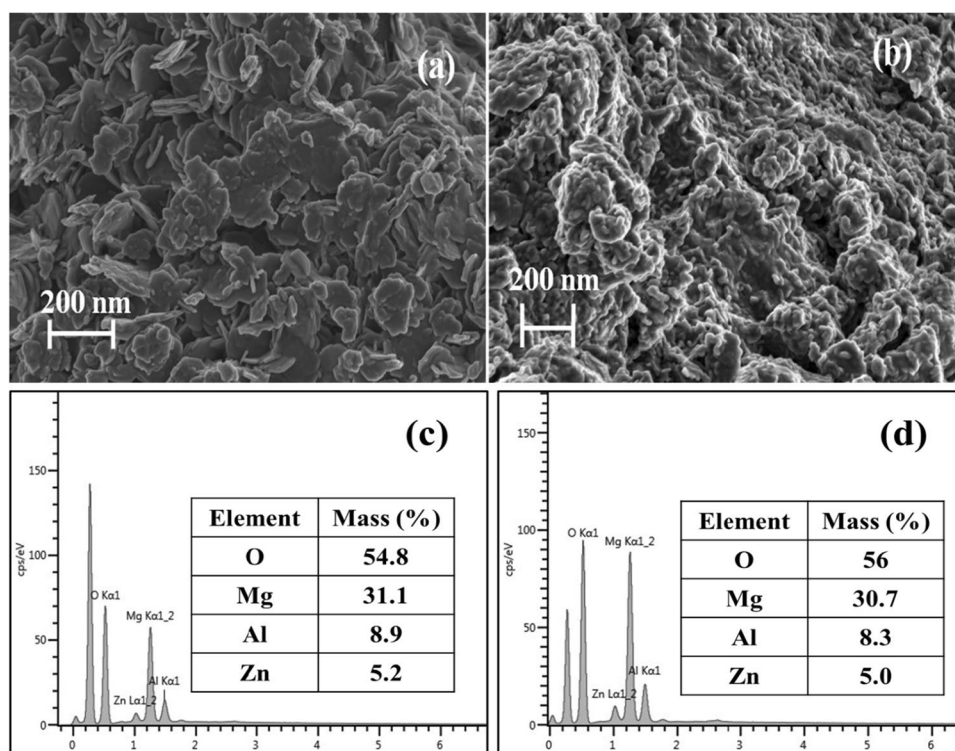 (a)
200 nm
(b)
200 nm
(c)
150
100
50
0
cps/eV
O Kα1
Mg Kα1_2
Zn Lα1_2
Al Kα1
0 1 2 3 4 5 6
Element Mass (%)
O 54.8
Mg 31.1
Al 8.9
Zn 5.2
(d)
150
100
50
0
cps/eV
O Kα1
Mg Kα1_2
Zn Lα1_2
Al Kα1
0 1 2 3 4 5 6
Element Mass (%)
O 56
Mg 30.7
Al 8.3
Zn 5.0